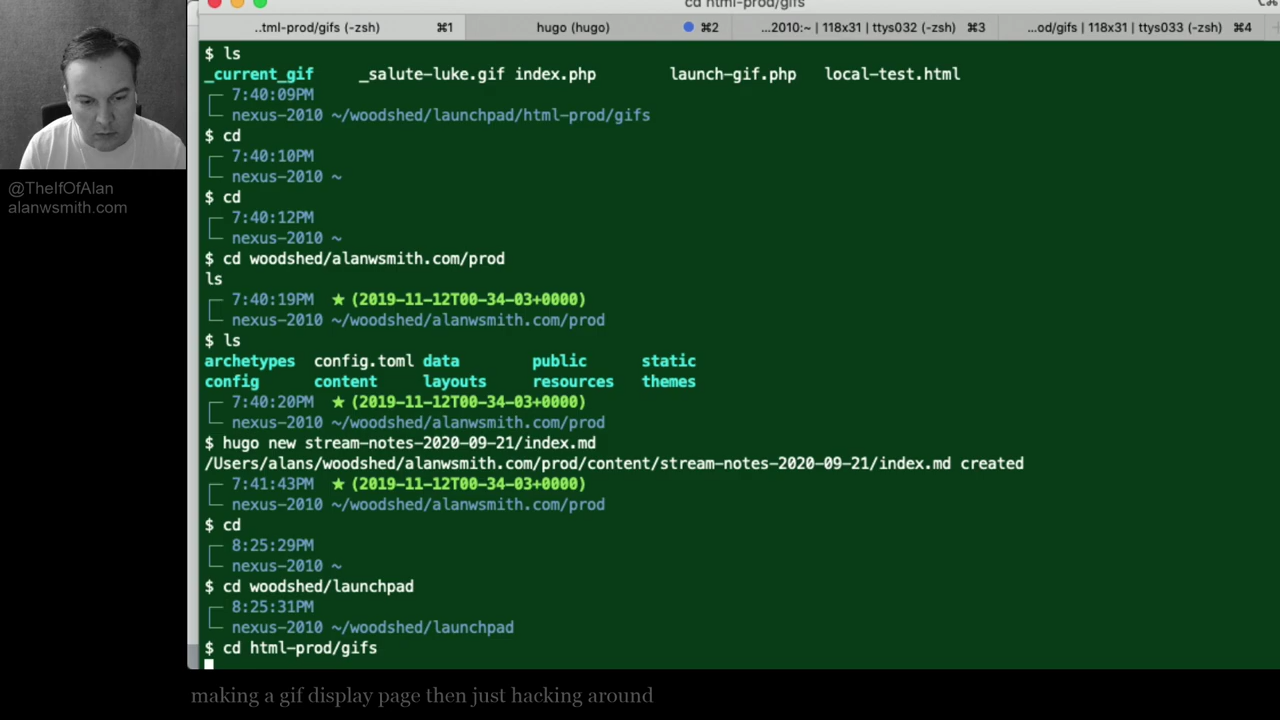 cd html-prod/gifs
..tml-prod/gifs (-zsh) ⌘1 hugo (hugo) ⌘2 ...2010:~ | 118x31 | ttys032 (-zsh) ⌘3 ...od/gifs | 118x31 | ttys031 (-zsh) ⌘4
$ ls
_current_gif _salute-luke.gif index.php launch-gif.php local-test.html
7:40:09PM
nexus-2010 ~/woodshed/launchpad/html-prod/gifs
$ cd
7:40:10PM
nexus-2010 ~
$ cd
7:40:12PM
nexus-2010 ~
$ cd woodshed/alanwsmith.com/prod
ls
7:40:19PM ★ (2019-11-12T00-34-03+0000)
nexus-2010 ~/woodshed/alanwsmith.com/prod
$ ls
archetypes config.toml data public static
config content layouts resources themes
7:40:20PM ★ (2019-11-12T00-34-03+0000)
nexus-2010 ~/woodshed/alanwsmith.com/prod
$ hugo new stream-notes-2020-09-21/index.md
/Users/alans/woodshed/alanwsmith.com/prod/content/stream-notes-2020-09-21/index.md created
7:41:43PM ★ (2019-11-12T00-34-03+0000)
nexus-2010 ~/woodshed/alanwsmith.com/prod
$ cd
8:25:29PM
nexus-2010 ~
$ cd woodshed/launchpad
8:25:31PM
nexus-2010 ~/woodshed/launchpad
$ cd html-prod/gifs
@TheIfOfAlan
alanwsmith.com
making a gif display page then just hacking around